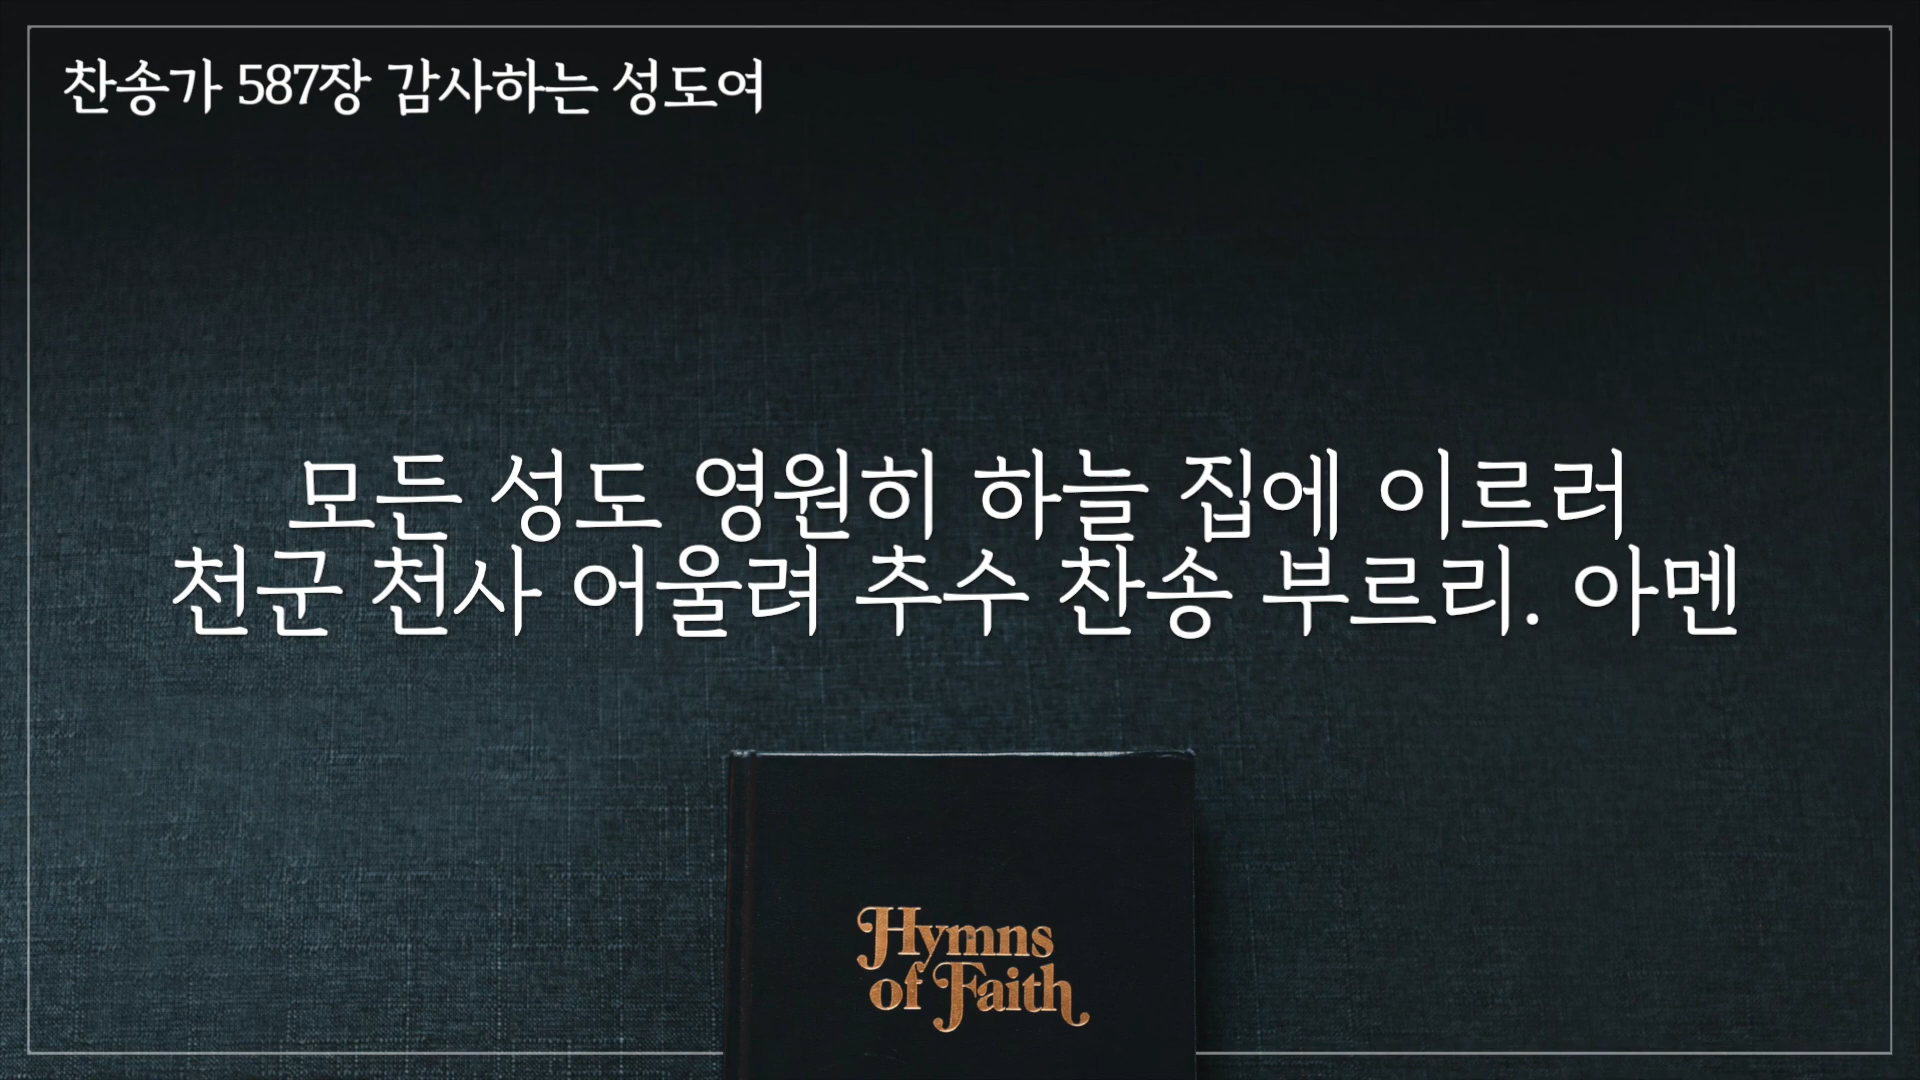 찬송가 587장 감사하는 성도여
모든 성도 영원히 하늘 집에 이르러
천군 천사 어울려 추수 찬송 부르리. 아멘
Hymns
of Faith